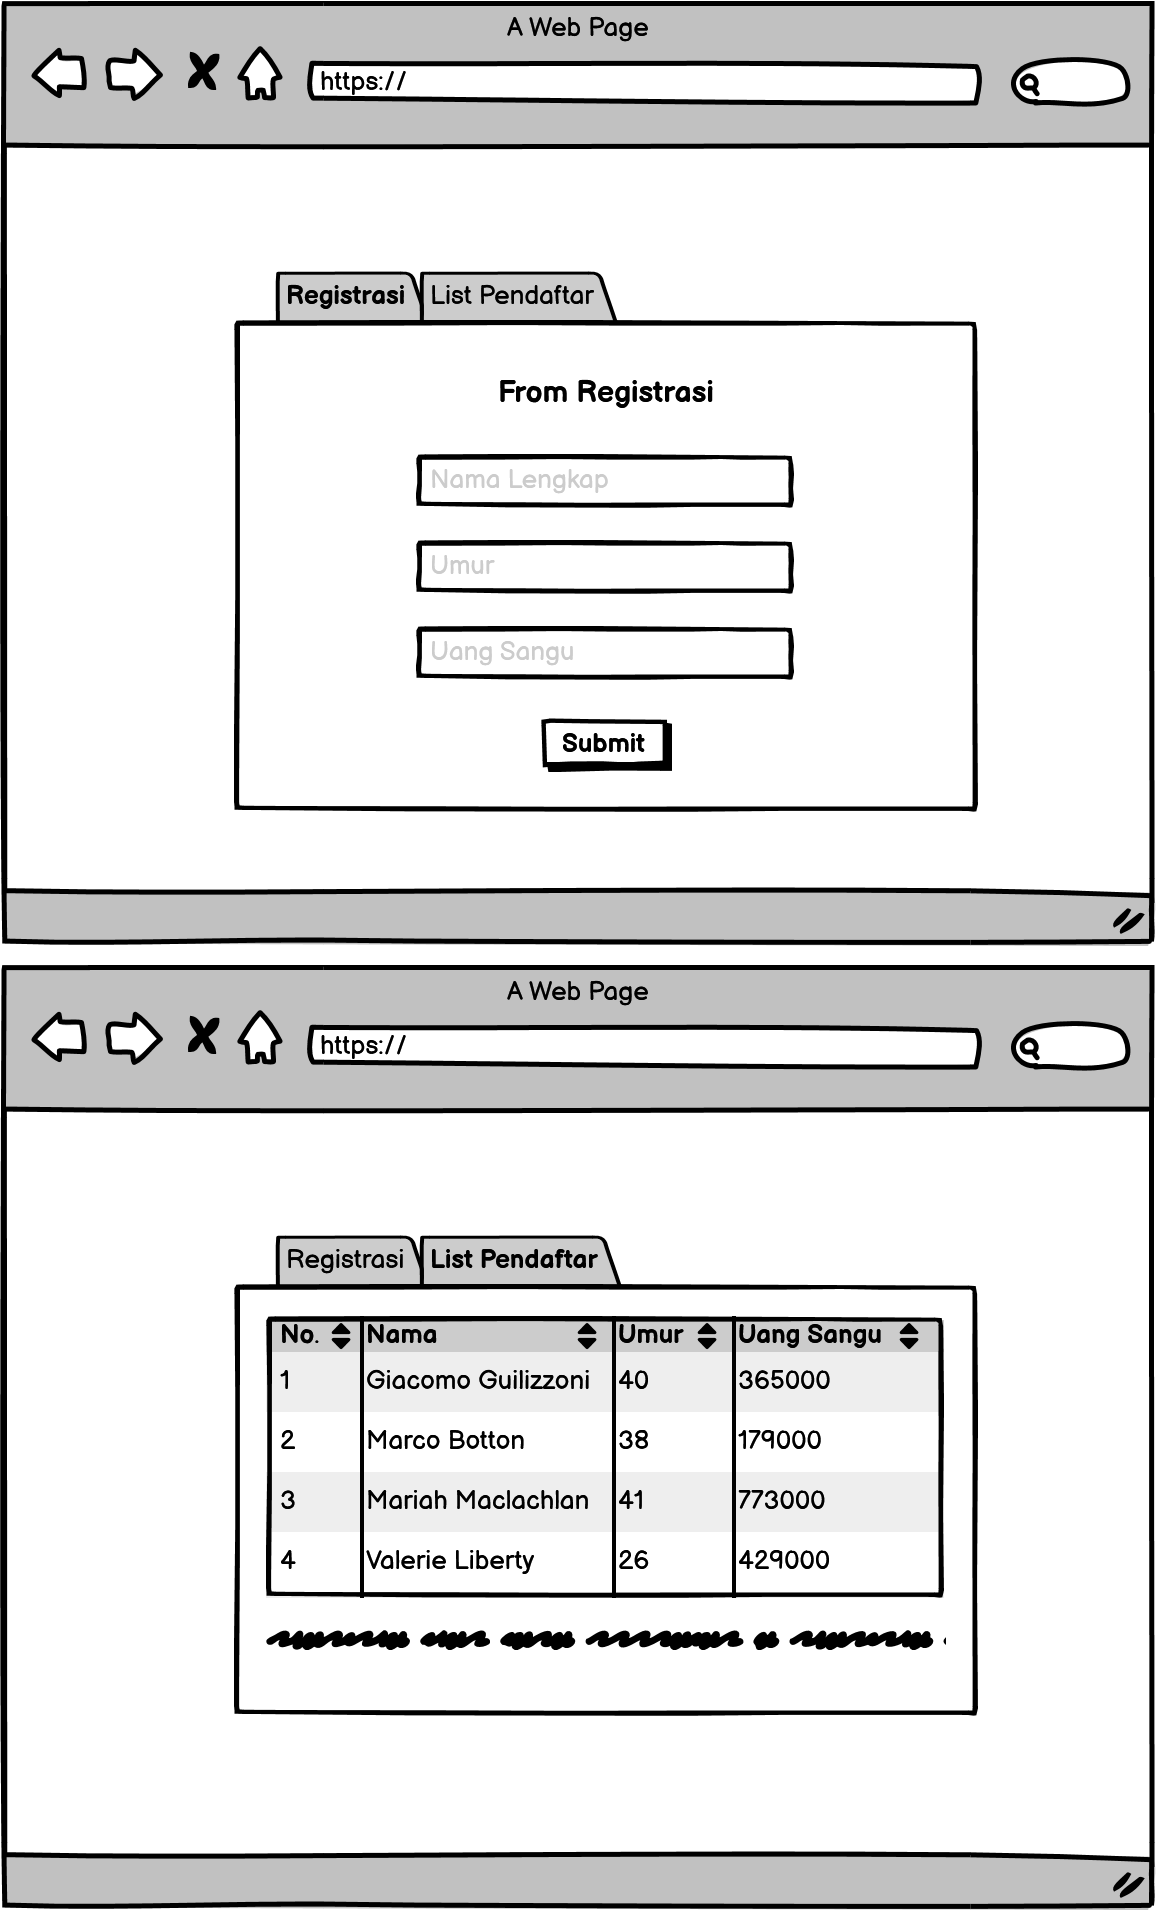 A Web Page
https://
Registrasi List Pendaftar
From Registrasi
Nama Lengkap
Umur
Uang Sangu
Submit
A Web Page
https://
Registrasi List Pendaftar
No. Nama Umur Uang Sangu
1 Giacomo Guilizzoni 40 365000
2 Marco Botton 38 179000
3 Mariah Maclachlan 41 773000
4 Valerie Liberty 26 429000